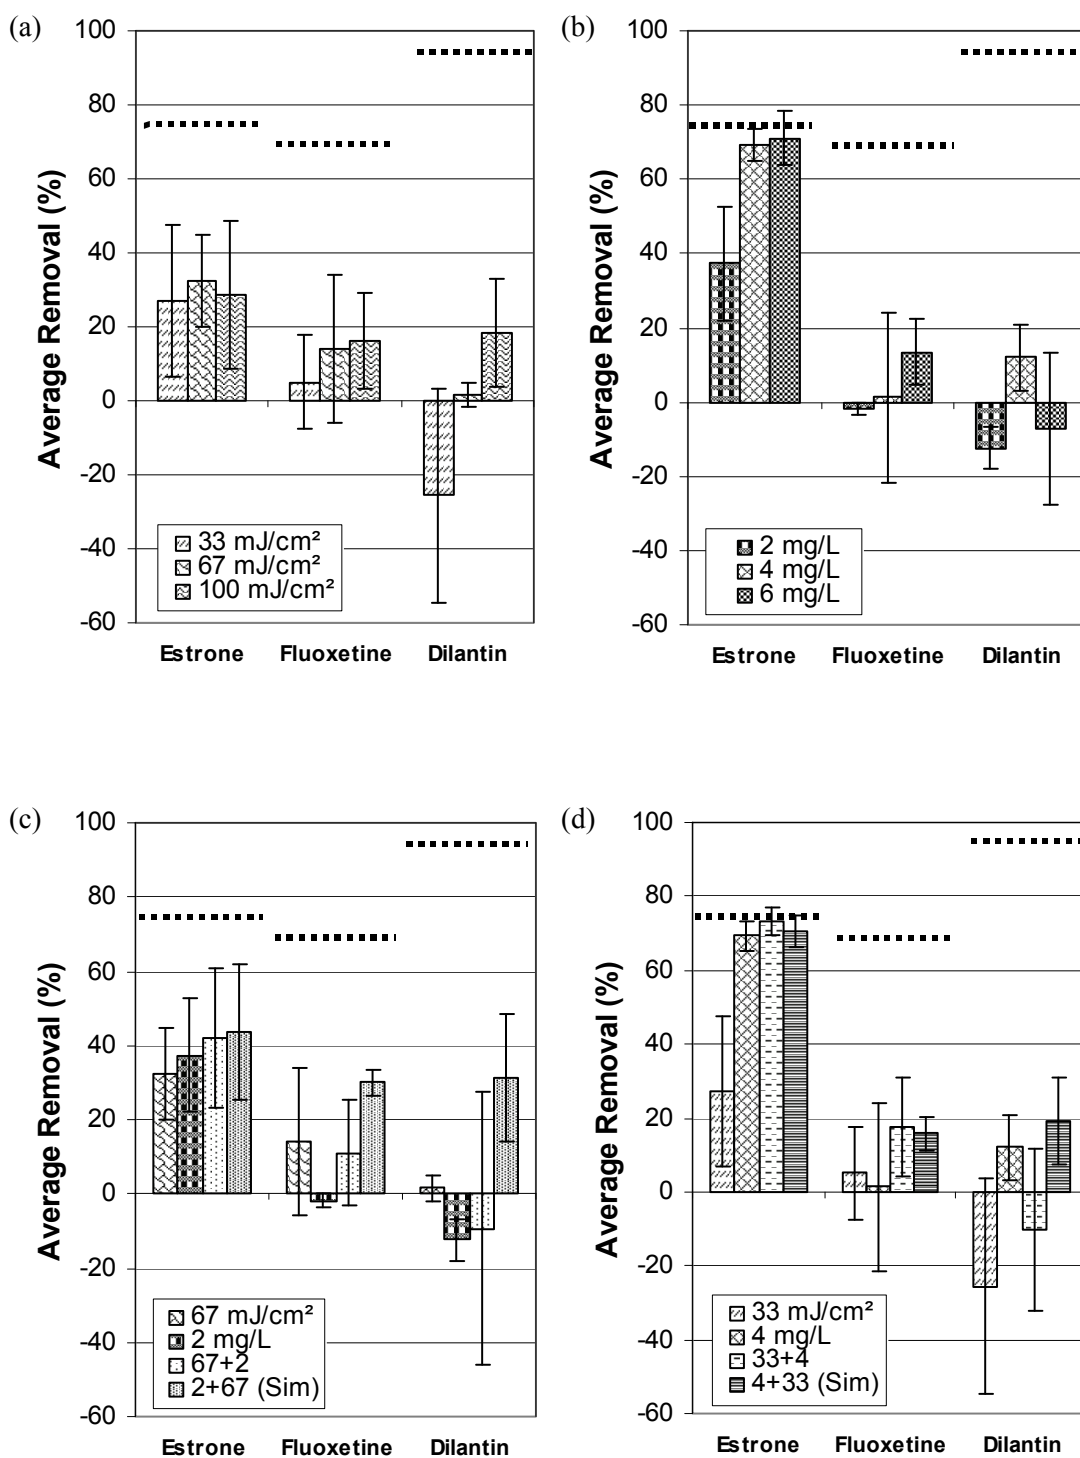 (a)
100
80
60
40
20
0
-20
-40
-60
Average Removal (%)
33 mJ/cm²
67 mJ/cm²
100 mJ/cm²
Estrone Fluoxetine Dilantin
(b)
100
80
60
40
20
0
-20
-40
-60
Average Removal (%)
2 mg/L
4 mg/L
6 mg/L
Estrone Fluoxetine Dilantin
(c)
100
80
60
40
20
0
-20
-40
-60
Average Removal (%)
67 mJ/cm²
2 mg/L
67+2
2+67 (Sim)
Estrone Fluoxetine Dilantin
(d)
100
80
60
40
20
0
-20
-40
-60
Average Removal (%)
33 mJ/cm²
4 mg/L
33+4
4+33 (Sim)
Estrone Fluoxetine Dilantin